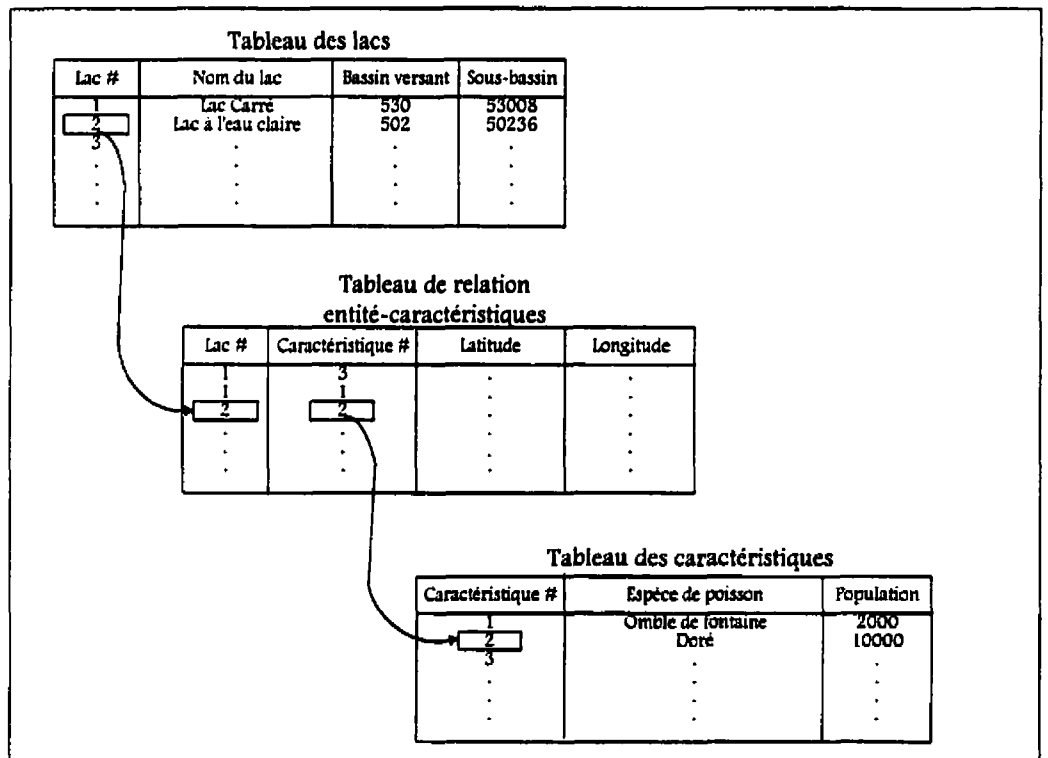 Tableau des lacs
Lac # Nom du lac Bassin versant Sous-bassin
1 Lac Carré 530 53008
2 Lac à l'eau claire 502 50236
3
Tableau de relation
entité-caractéristiques
Lac # Caractéristique # Latitude Longitude
1 3
1 1
2 2
Tableau des caractéristiques
Caractéristique # Espèce de poisson Population
1 Omble de fontaine 2000
2 Doré 10000
3